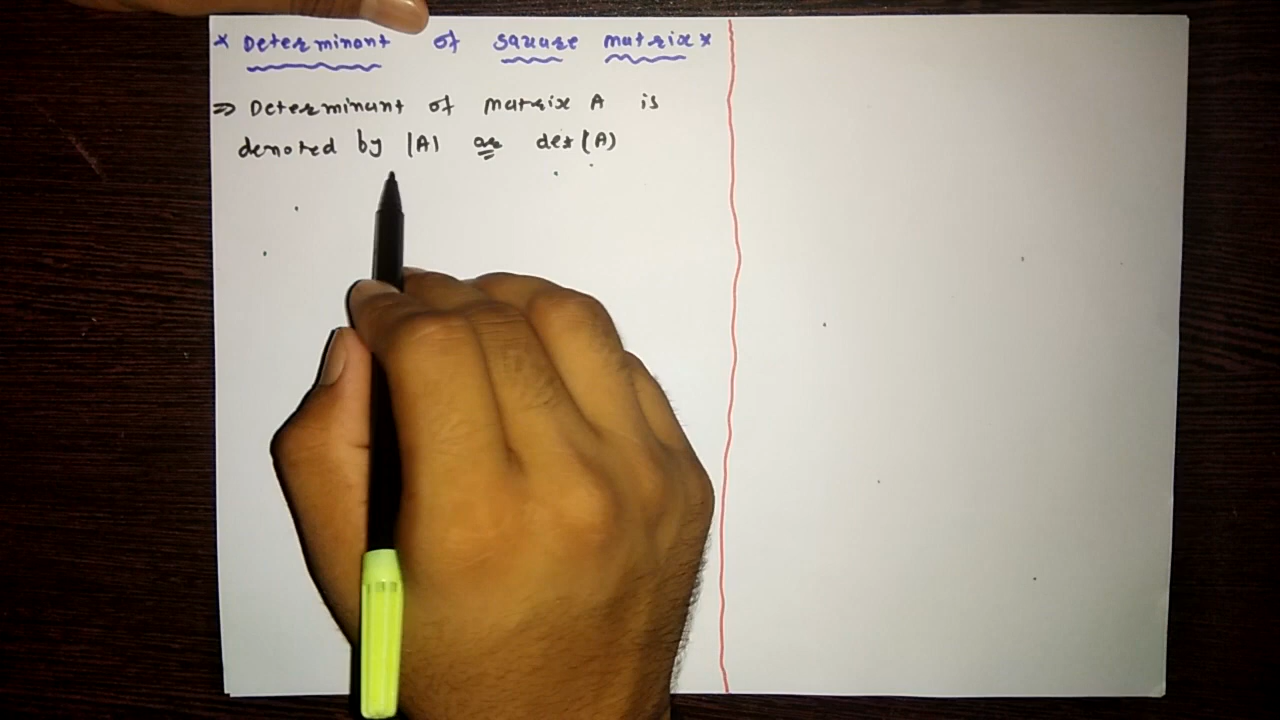 * Determinant of square matrix *
⇒ Determinant of matrix A is
denoted by |A| or det(A)